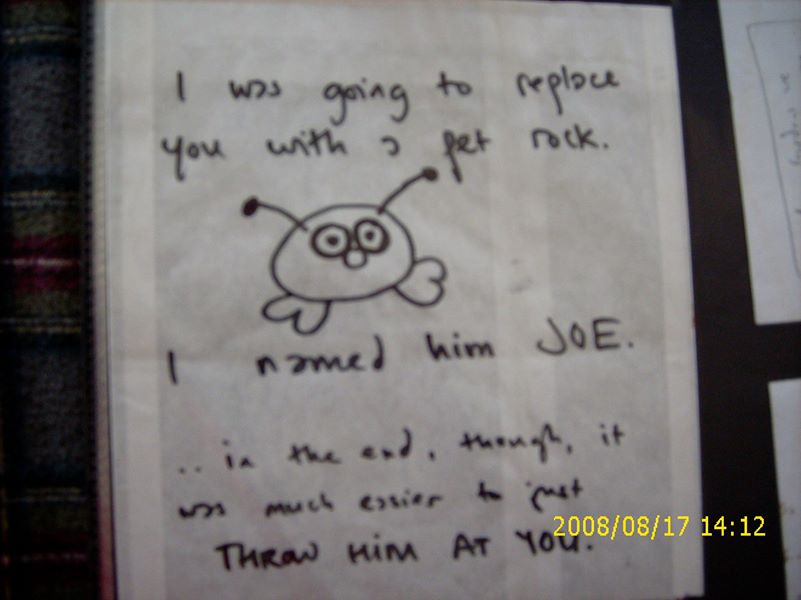 I was going to replace
you with a pet rock.
I named him JOE.
.. in the end, though, it
was much easier to just
THROW HIM AT YOU.
2008/08/17 14:12